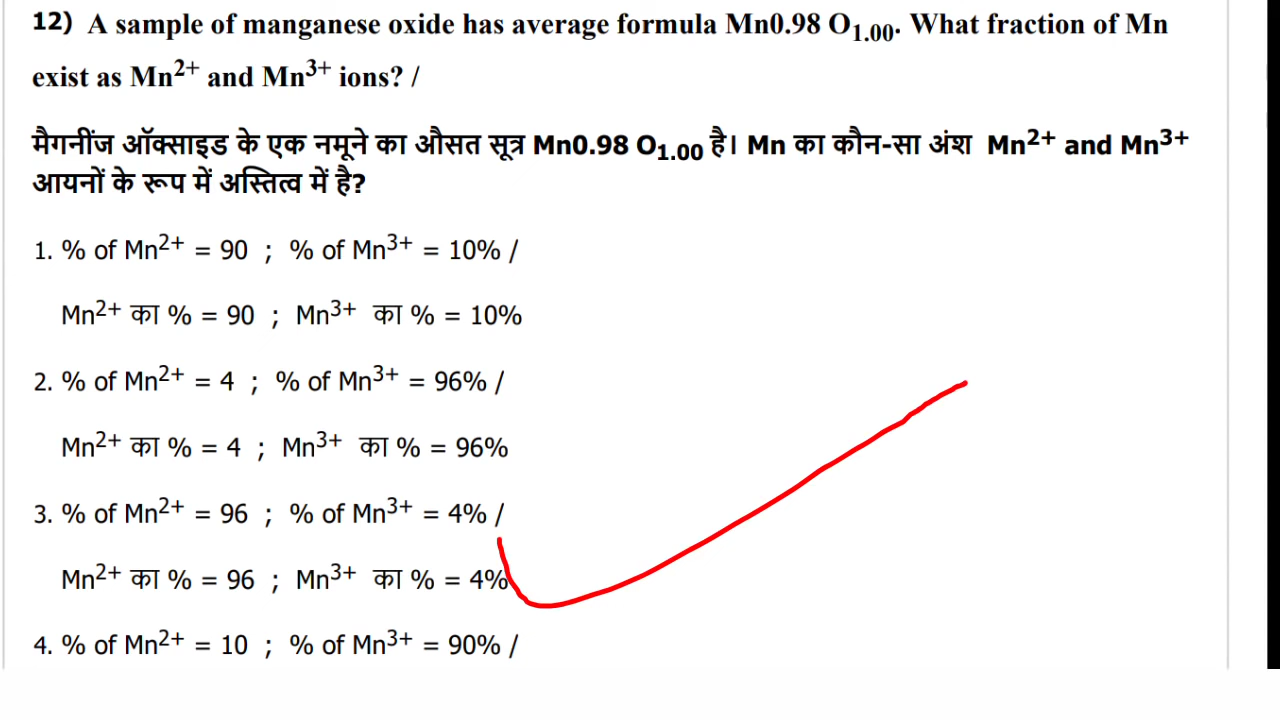 12) A sample of manganese oxide has average formula Mn0.98 O1.00. What fraction of Mn
exist as Mn2+ and Mn3+ ions? /
मैगनींज ऑक्साइड के एक नमूने का औसत सूत्र Mn0.98 O1.00 है। Mn का कौन-सा अंश Mn2+ and Mn3+
आयनों के रूप में अस्तित्व में है?
1. % of Mn2+ = 90 ; % of Mn3+ = 10% /
Mn2+ का % = 90 ; Mn3+ का % = 10%
2. % of Mn2+ = 4 ; % of Mn3+ = 96% /
Mn2+ का % = 4 ; Mn3+ का % = 96%
3. % of Mn2+ = 96 ; % of Mn3+ = 4% /
Mn2+ का % = 96 ; Mn3+ का % = 4%
4. % of Mn2+ = 10 ; % of Mn3+ = 90% /